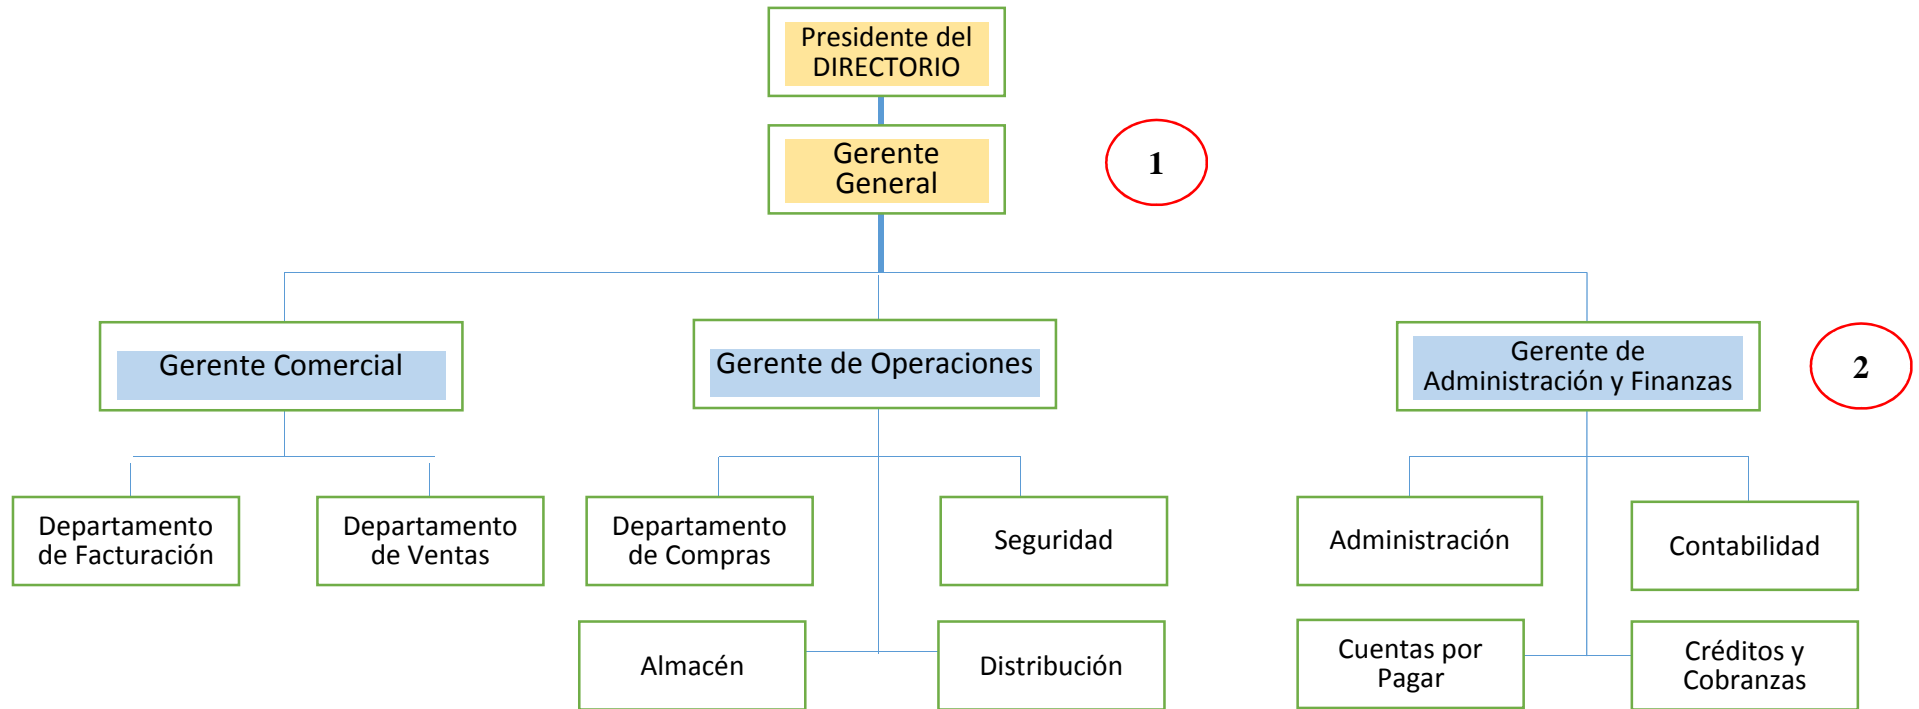 Presidente del
DIRECTORIO
Gerente
General
1
Gerente Comercial
Gerente de Operaciones
Gerente de
Administración y Finanzas
2
Departamento
de Facturación
Departamento
de Ventas
Departamento
de Compras
Seguridad
Administración
Contabilidad
Almacén
Distribución
Cuentas por
Pagar
Créditos y
Cobranzas